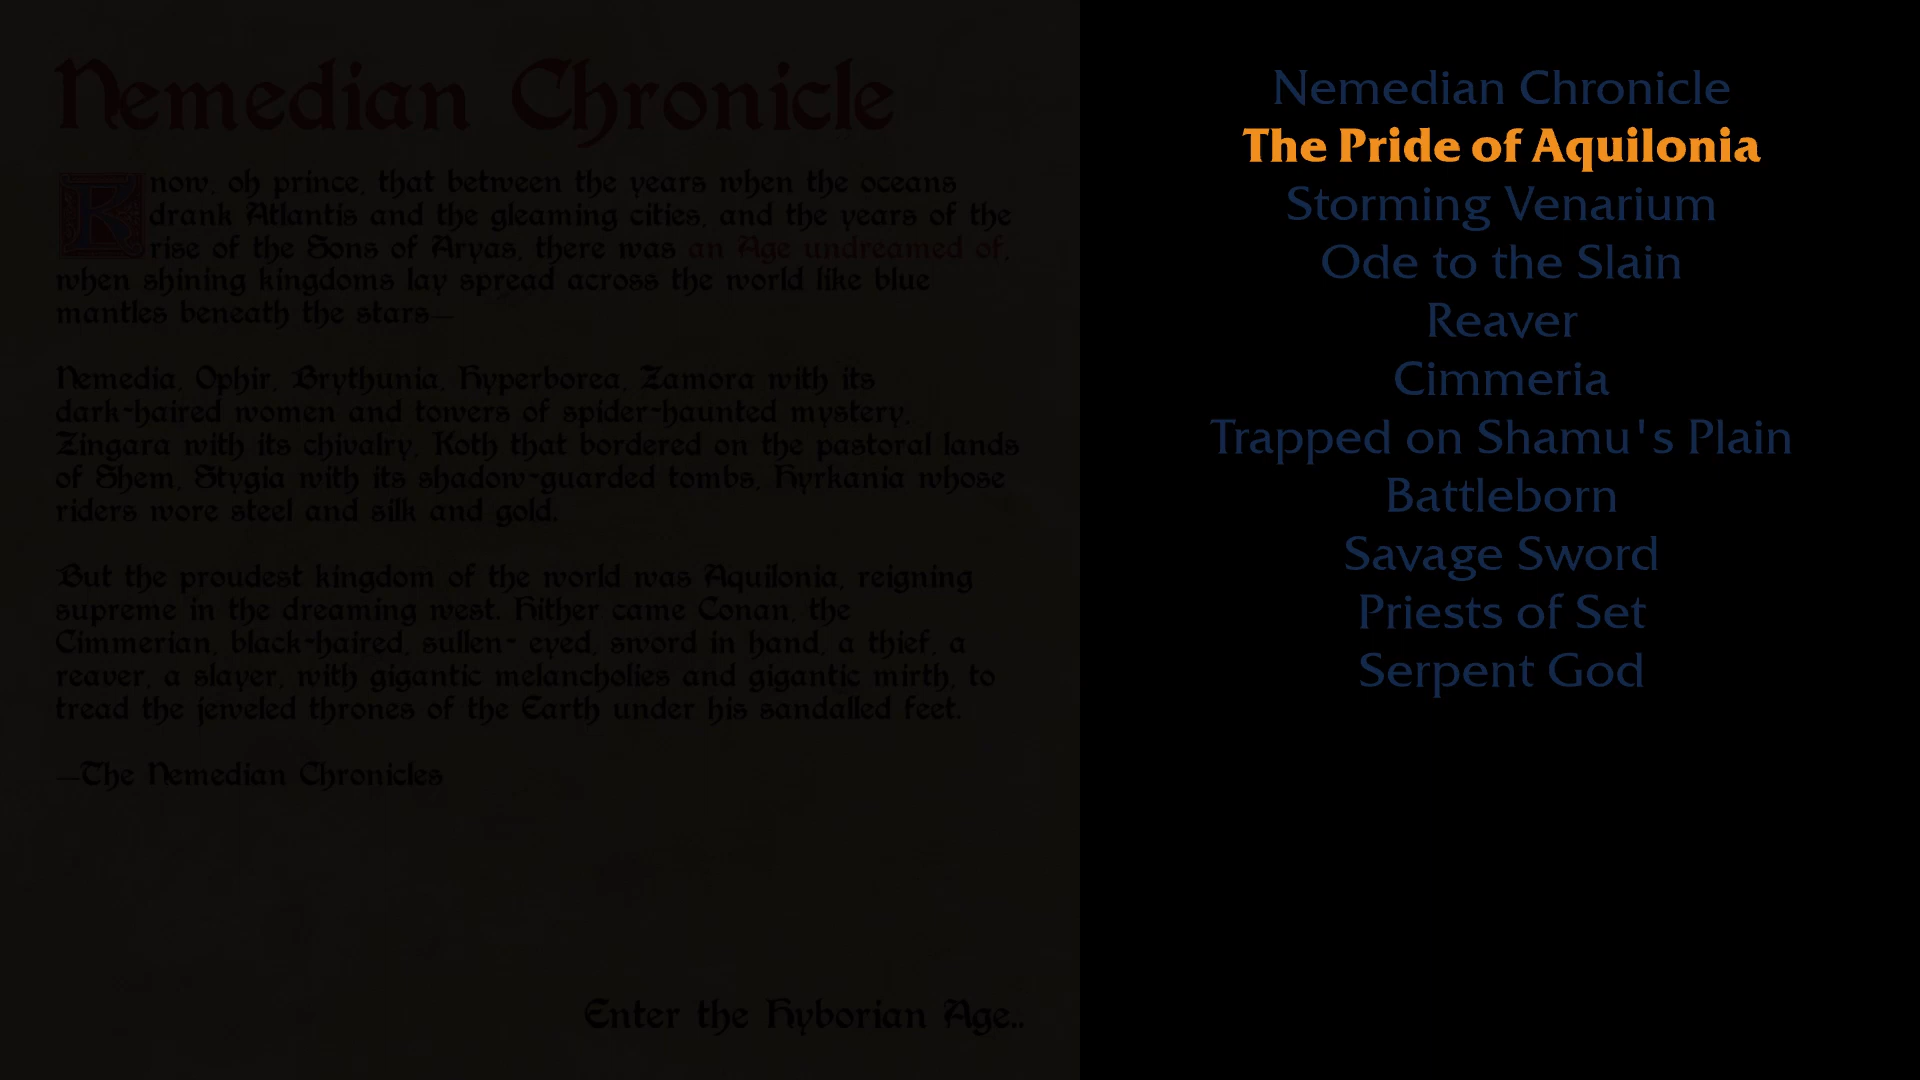 Nemedian Chronicle
Know, oh prince, that between the years when the oceans
drank Atlantis and the gleaming cities, and the years of the
rise of the Sons of Aryas, there was an Age undreamed of,
when shining kingdoms lay spread across the world like blue
mantles beneath the stars—
Nemedia, Ophir, Brythunia, Hyperborea, Zamora with its
dark-haired women and towers of spider-haunted mystery,
Zingara with its chivalry, Koth that bordered on the pastoral lands
of Shem, Stygia with its shadow-guarded tombs, Hyrkania whose
riders wore steel and silk and gold.
But the proudest kingdom of the world was Aquilonia, reigning
supreme in the dreaming west. Hither came Conan, the
Cimmerian, black-haired, sullen- eyed, sword in hand, a thief, a
reaver, a slayer, with gigantic melancholies and gigantic mirth, to
tread the jeweled thrones of the Earth under his sandalled feet.
—The Nemedian Chronicles
Enter the Hyborian Age..
Nemedian Chronicle
The Pride of Aquilonia
Storming Venarium
Ode to the Slain
Reaver
Cimmeria
Trapped on Shamu's Plain
Battleborn
Savage Sword
Priests of Set
Serpent God